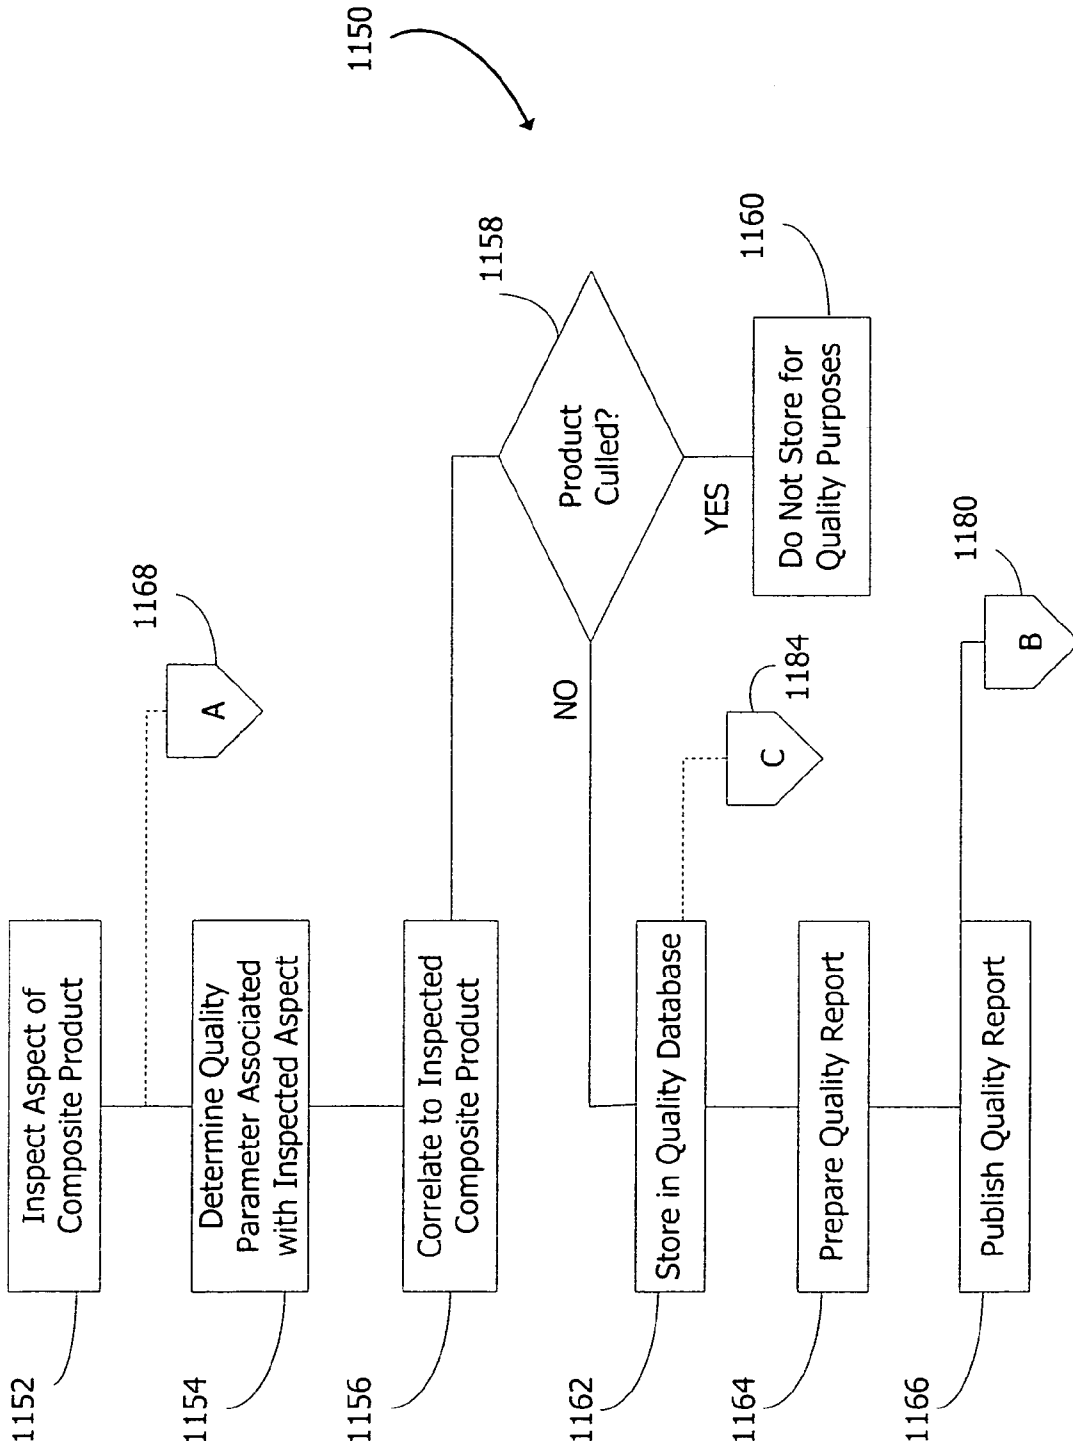 1150
1152
Inspect Aspect of
Composite Product
1168
A
1154
Determine Quality
Parameter Associated
with Inspected Aspect
1156
Correlate to Inspected
Composite Product
1158
Product
Culled?
YES
NO
1160
Do Not Store for
Quality Purposes
1162
Store in Quality Database
1184
C
1164
Prepare Quality Report
1166
Publish Quality Report
1180
B